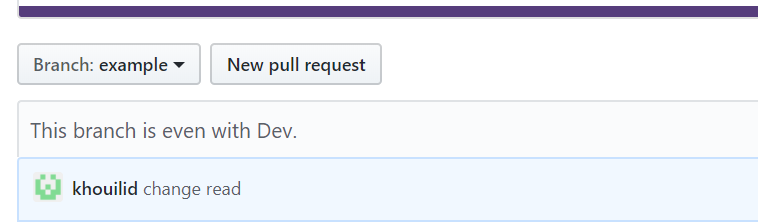 Branch: example New pull request
This branch is even with Dev.
khouilid change read